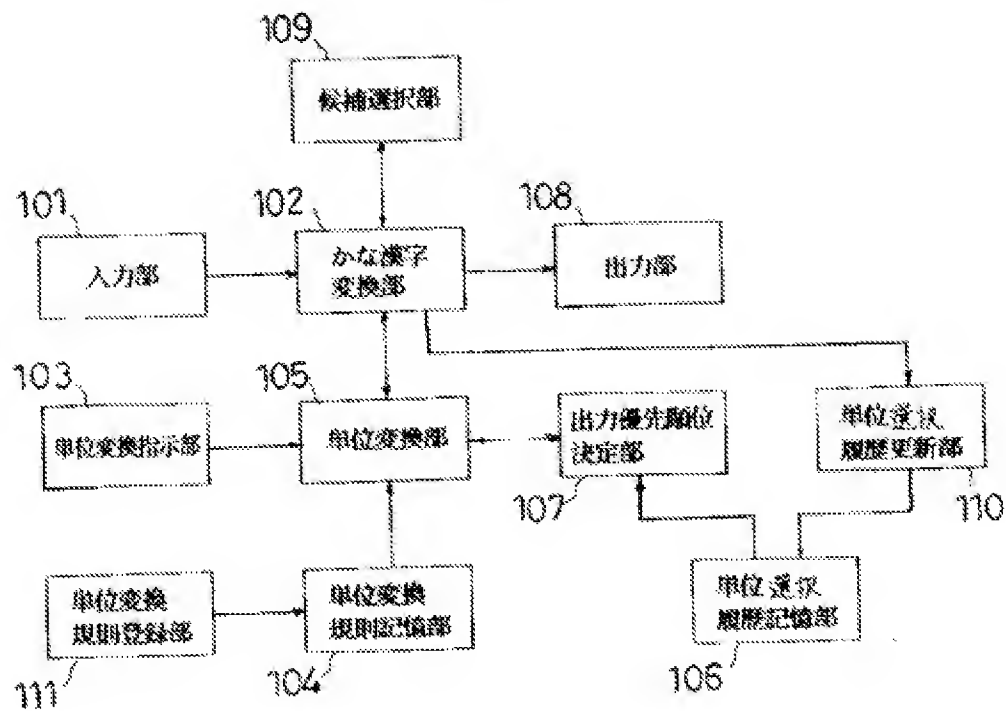 109
候補選択部
101
102
108
入力部
かな漢字
変換部
出力部
103
105
単位変換指示部
単位変換部
出力優先順位
決定部
107
単位選択
履歴更新部
110
111
単位変換
規則登録部
単位変換
規則記憶部
104
単位選択
履歴記憶部
106